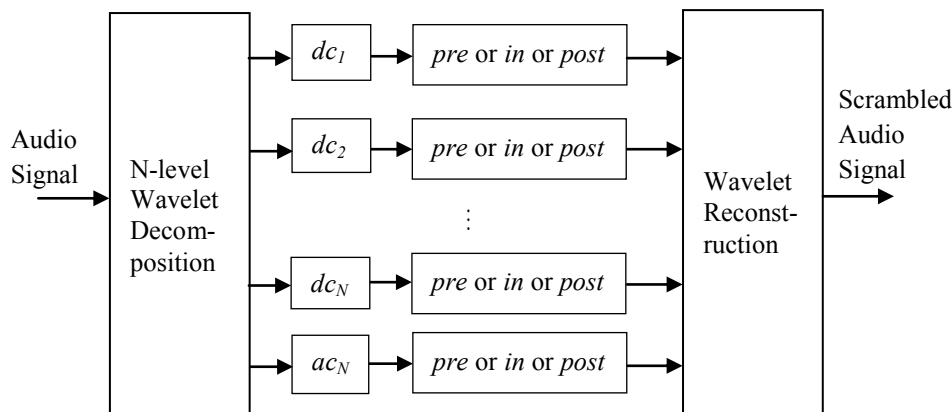 Audio
Signal
N-level
Wavelet
Decom-
position
dc1
pre or in or post
dc2
pre or in or post
⋮
dcN
pre or in or post
acN
pre or in or post
Wavelet
Reconst-
ruction
Scrambled
Audio
Signal